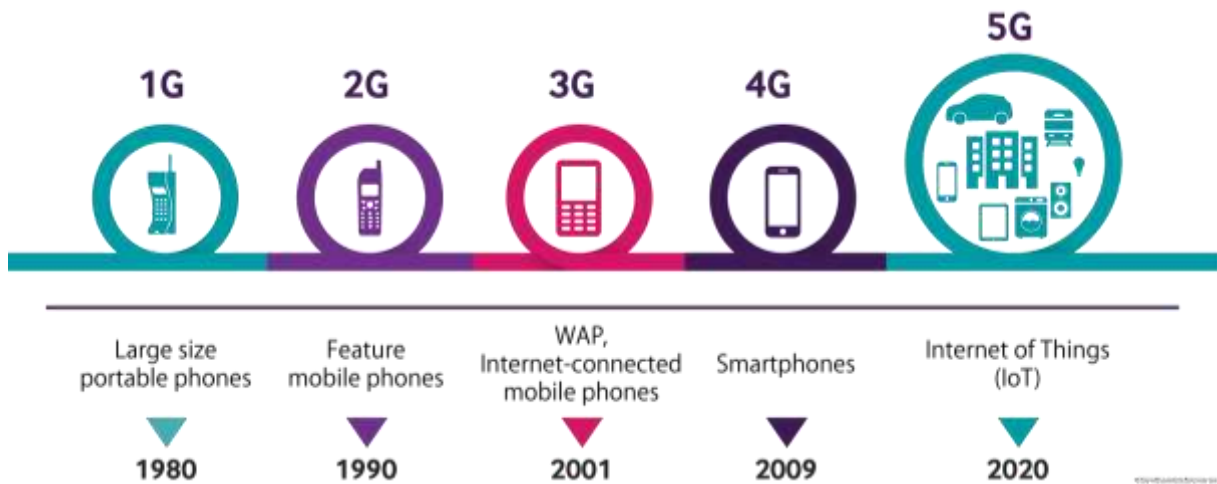 1G
2G
3G
4G
5G
Large size
portable phones
Feature
mobile phones
WAP,
Internet-connected
mobile phones
Smartphones
Internet of Things
(IoT)
1980
1990
2001
2009
2020